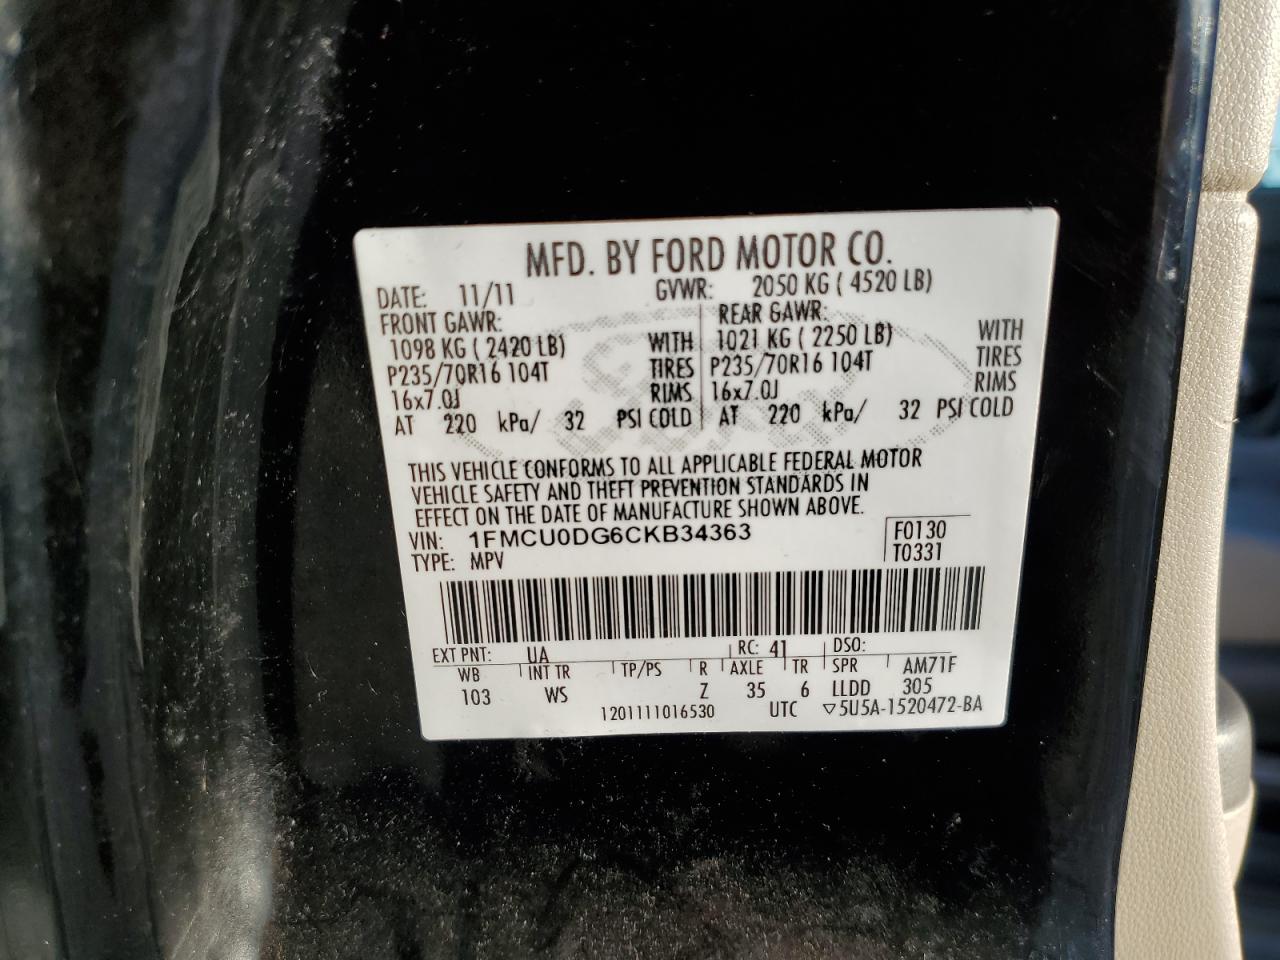 MFD. BY FORD MOTOR CO.
DATE: 11/11 GVWR: 2050 KG ( 4520 LB)
FRONT GAWR: REAR GAWR:
1098 KG ( 2420 LB) WITH 1021 KG ( 2250 LB) WITH
P235/70R16 104T TIRES P235/70R16 104T TIRES
16x7.0J RIMS 16x7.0J RIMS
AT 220 kPa/ 32 PSI COLD AT 220 kPa/ 32 PSI COLD
THIS VEHICLE CONFORMS TO ALL APPLICABLE FEDERAL MOTOR
VEHICLE SAFETY AND THEFT PREVENTION STANDARDS IN
EFFECT ON THE DATE OF MANUFACTURE SHOWN ABOVE.
VIN: 1FMCU0DG6CKB34363 F0130
TYPE: MPV T0331
EXT PNT: UA RC: 41 DSO:
WB INT TR TP/PS R AXLE TR SPR AM71F
103 WS Z 35 6 LLDD 305
1201111016530 UTC ▽5U5A-1520472-BA